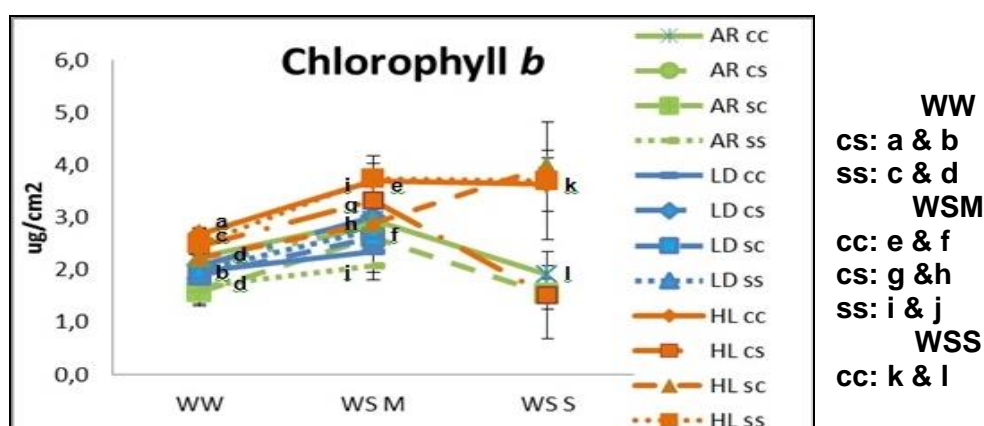 Chlorophyll b
ug/cm2
6,0
5,0
4,0
3,0
2,0
1,0
0,0
WW
WS M
WS S
a
c
d
b
d
i
e
g
h
f
j
k
l
AR cc
AR cs
AR sc
AR ss
LD cc
LD cs
LD sc
LD ss
HL cc
HL cs
HL sc
HL ss
WW
cs: a & b
ss: c & d
WSM
cc: e & f
cs: g &h
ss: i & j
WSS
cc: k & l